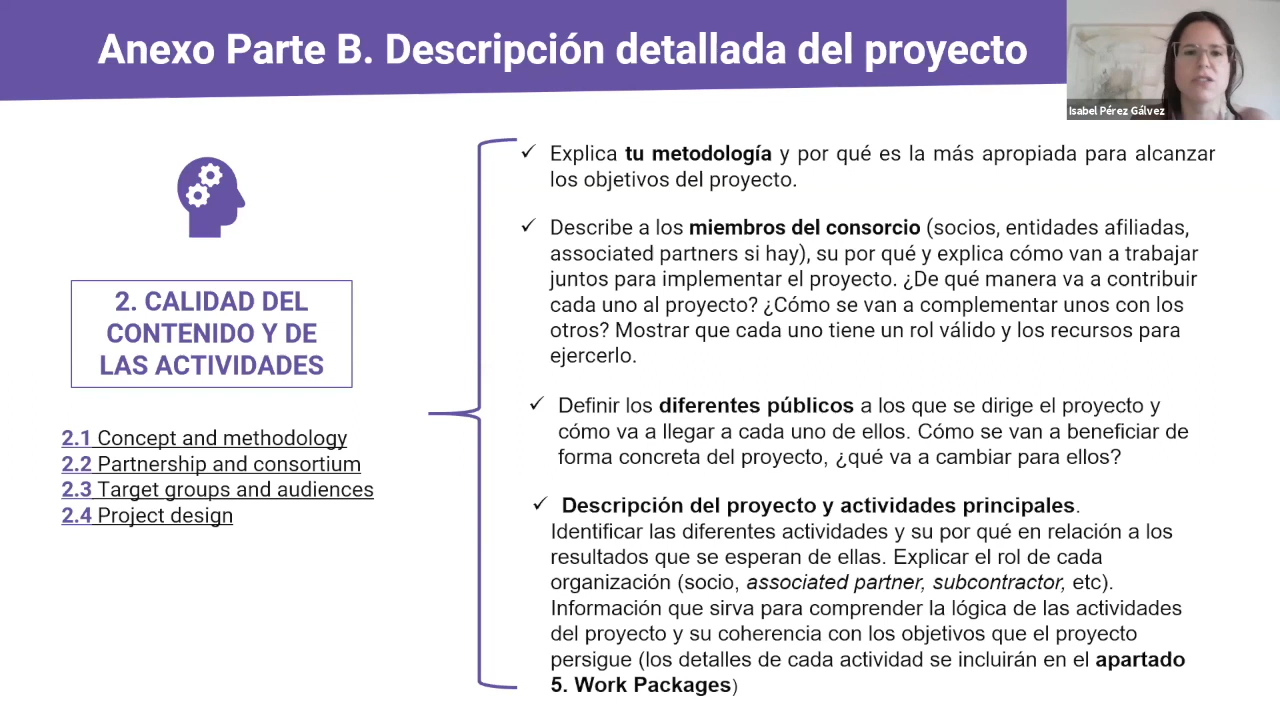 Anexo Parte B. Descripción detallada del proyecto
Isabel Pérez Gálvez
2. CALIDAD DEL
CONTENIDO Y DE
LAS ACTIVIDADES
2.1 Concept and methodology
2.2 Partnership and consortium
2.3 Target groups and audiences
2.4 Project design
✓ Explica tu metodología y por qué es la más apropiada para alcanzar
los objetivos del proyecto.
✓ Describe a los miembros del consorcio (socios, entidades afiliadas,
associated partners si hay), su por qué y explica cómo van a trabajar
juntos para implementar el proyecto. ¿De qué manera va a contribuir
cada uno al proyecto? ¿Cómo se van a complementar unos con los
otros? Mostrar que cada uno tiene un rol válido y los recursos para
ejercerlo.
✓ Definir los diferentes públicos a los que se dirige el proyecto y
cómo va a llegar a cada uno de ellos. Cómo se van a beneficiar de
forma concreta del proyecto, ¿qué va a cambiar para ellos?
✓ Descripción del proyecto y actividades principales.
Identificar las diferentes actividades y su por qué en relación a los
resultados que se esperan de ellas. Explicar el rol de cada
organización (socio, associated partner, subcontractor, etc).
Información que sirva para comprender la lógica de las actividades
del proyecto y su coherencia con los objetivos que el proyecto
persigue (los detalles de cada actividad se incluirán en el apartado
5. Work Packages)